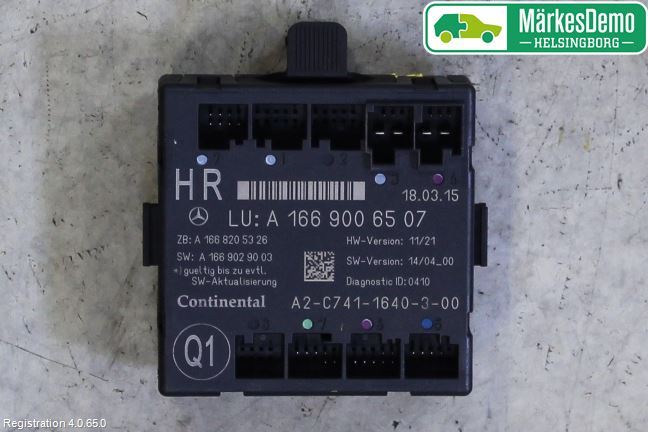 MärkesDemo
HELSINGBORG
HR
18.03.15
LU: A 166 900 65 07
ZB: A 166 820 53 26
HW-Version: 11/21
SW: A 166 902 90 03
SW-Version: 14/04_00
*) gueltig bis zu evtl.
SW-Aktualisierung
Diagnostic ID: 0410
Continental
A2-C741-1640-3-00
Q1
Registration 4.0.65.0